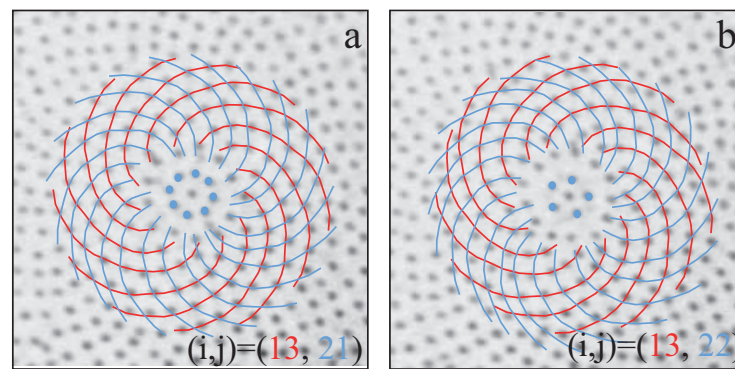 a
(i,j)=(13, 21)
b
(i,j)=(13, 22)